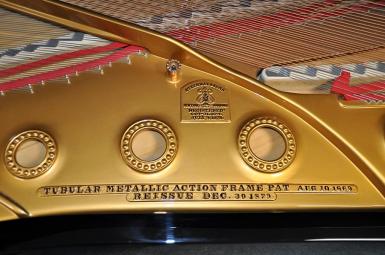 TUBULAR METALLIC ACTION FRAME PAT AUG 10.1869
REISSUE DEC. 30.1879